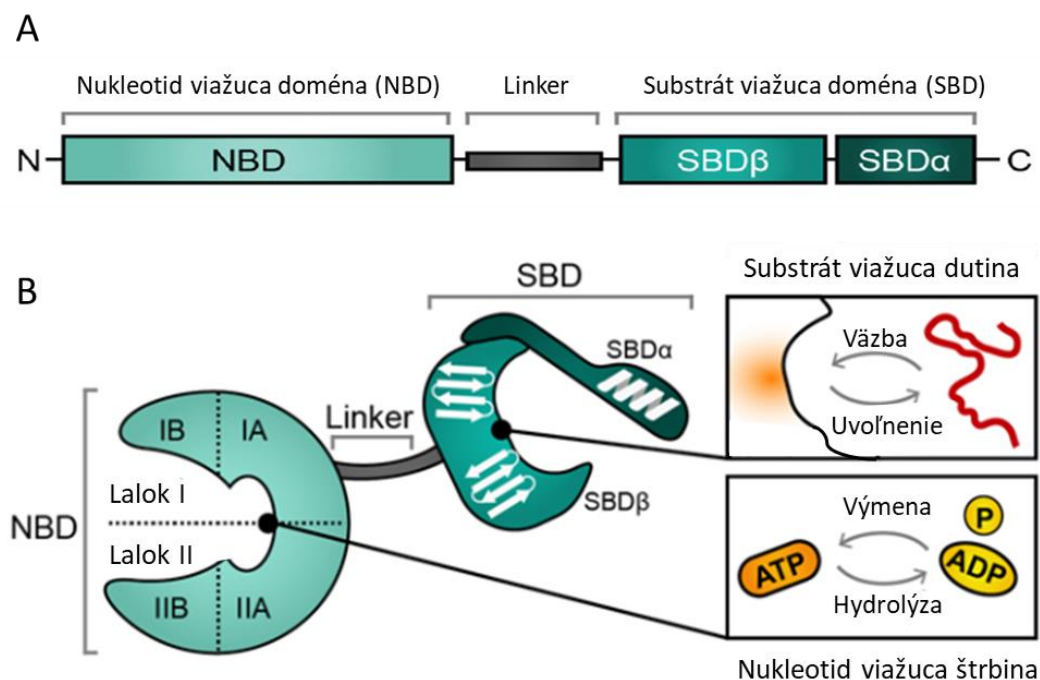 A
Nukleotid viažuca doména (NBD)
Linker
Substrát viažuca doména (SBD)
N
NBD
SBDβ
SBDα
C
B
SBD
Substrát viažuca dutina
SBDα
Väzba
Uvoľnenie
Linker
IB
IA
Lalok I
NBD
Lalok II
IIB
IIA
SBDβ
Výmena
P
ATP
ADP
Hydrolýza
Nukleotid viažuca štrbina